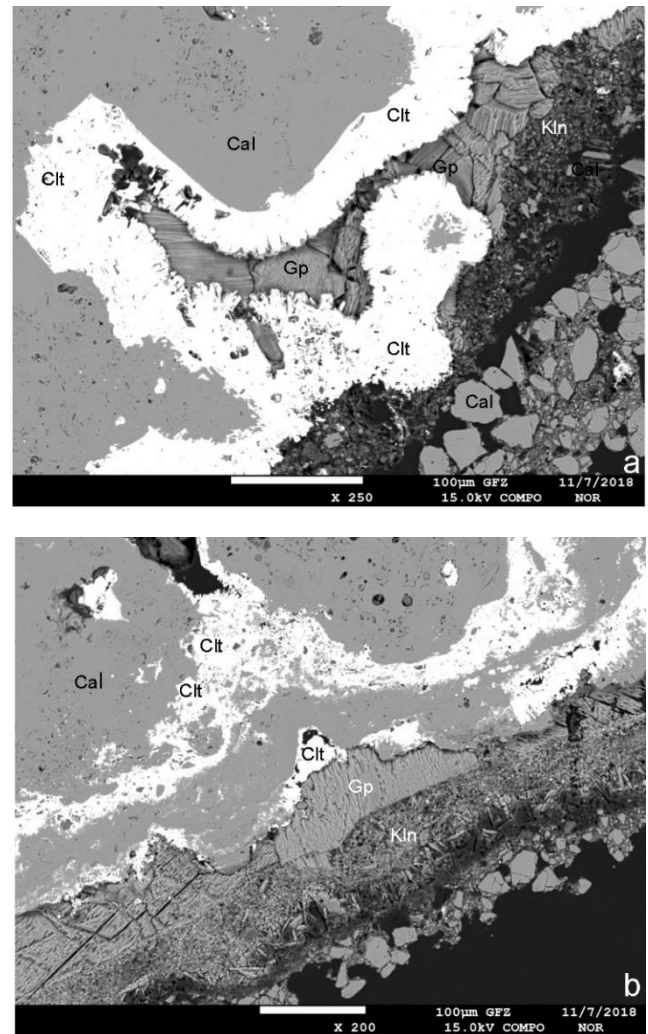 Cal
Clt
Clt
Kln
Cal
Gp
Gp
Clt
Cal
a
100µm GFZ 11/7/2018
X 250 15.0kV COMPO NOR
Clt
Cal
Clt
Clt
Gp
Kln
b
100µm GFZ 11/7/2018
X 200 15.0kV COMPO NOR